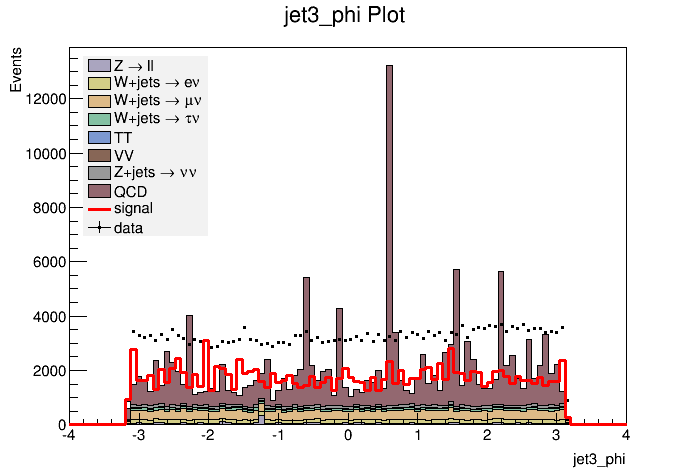 jet3_phi Plot
Events
Z → ll
W+jets → eν
W+jets → μν
W+jets → τν
TT
VV
Z+jets → νν
QCD
signal
data
12000
10000
8000
6000
4000
2000
0
-4 -3 -2 -1 0 1 2 3 4
jet3_phi